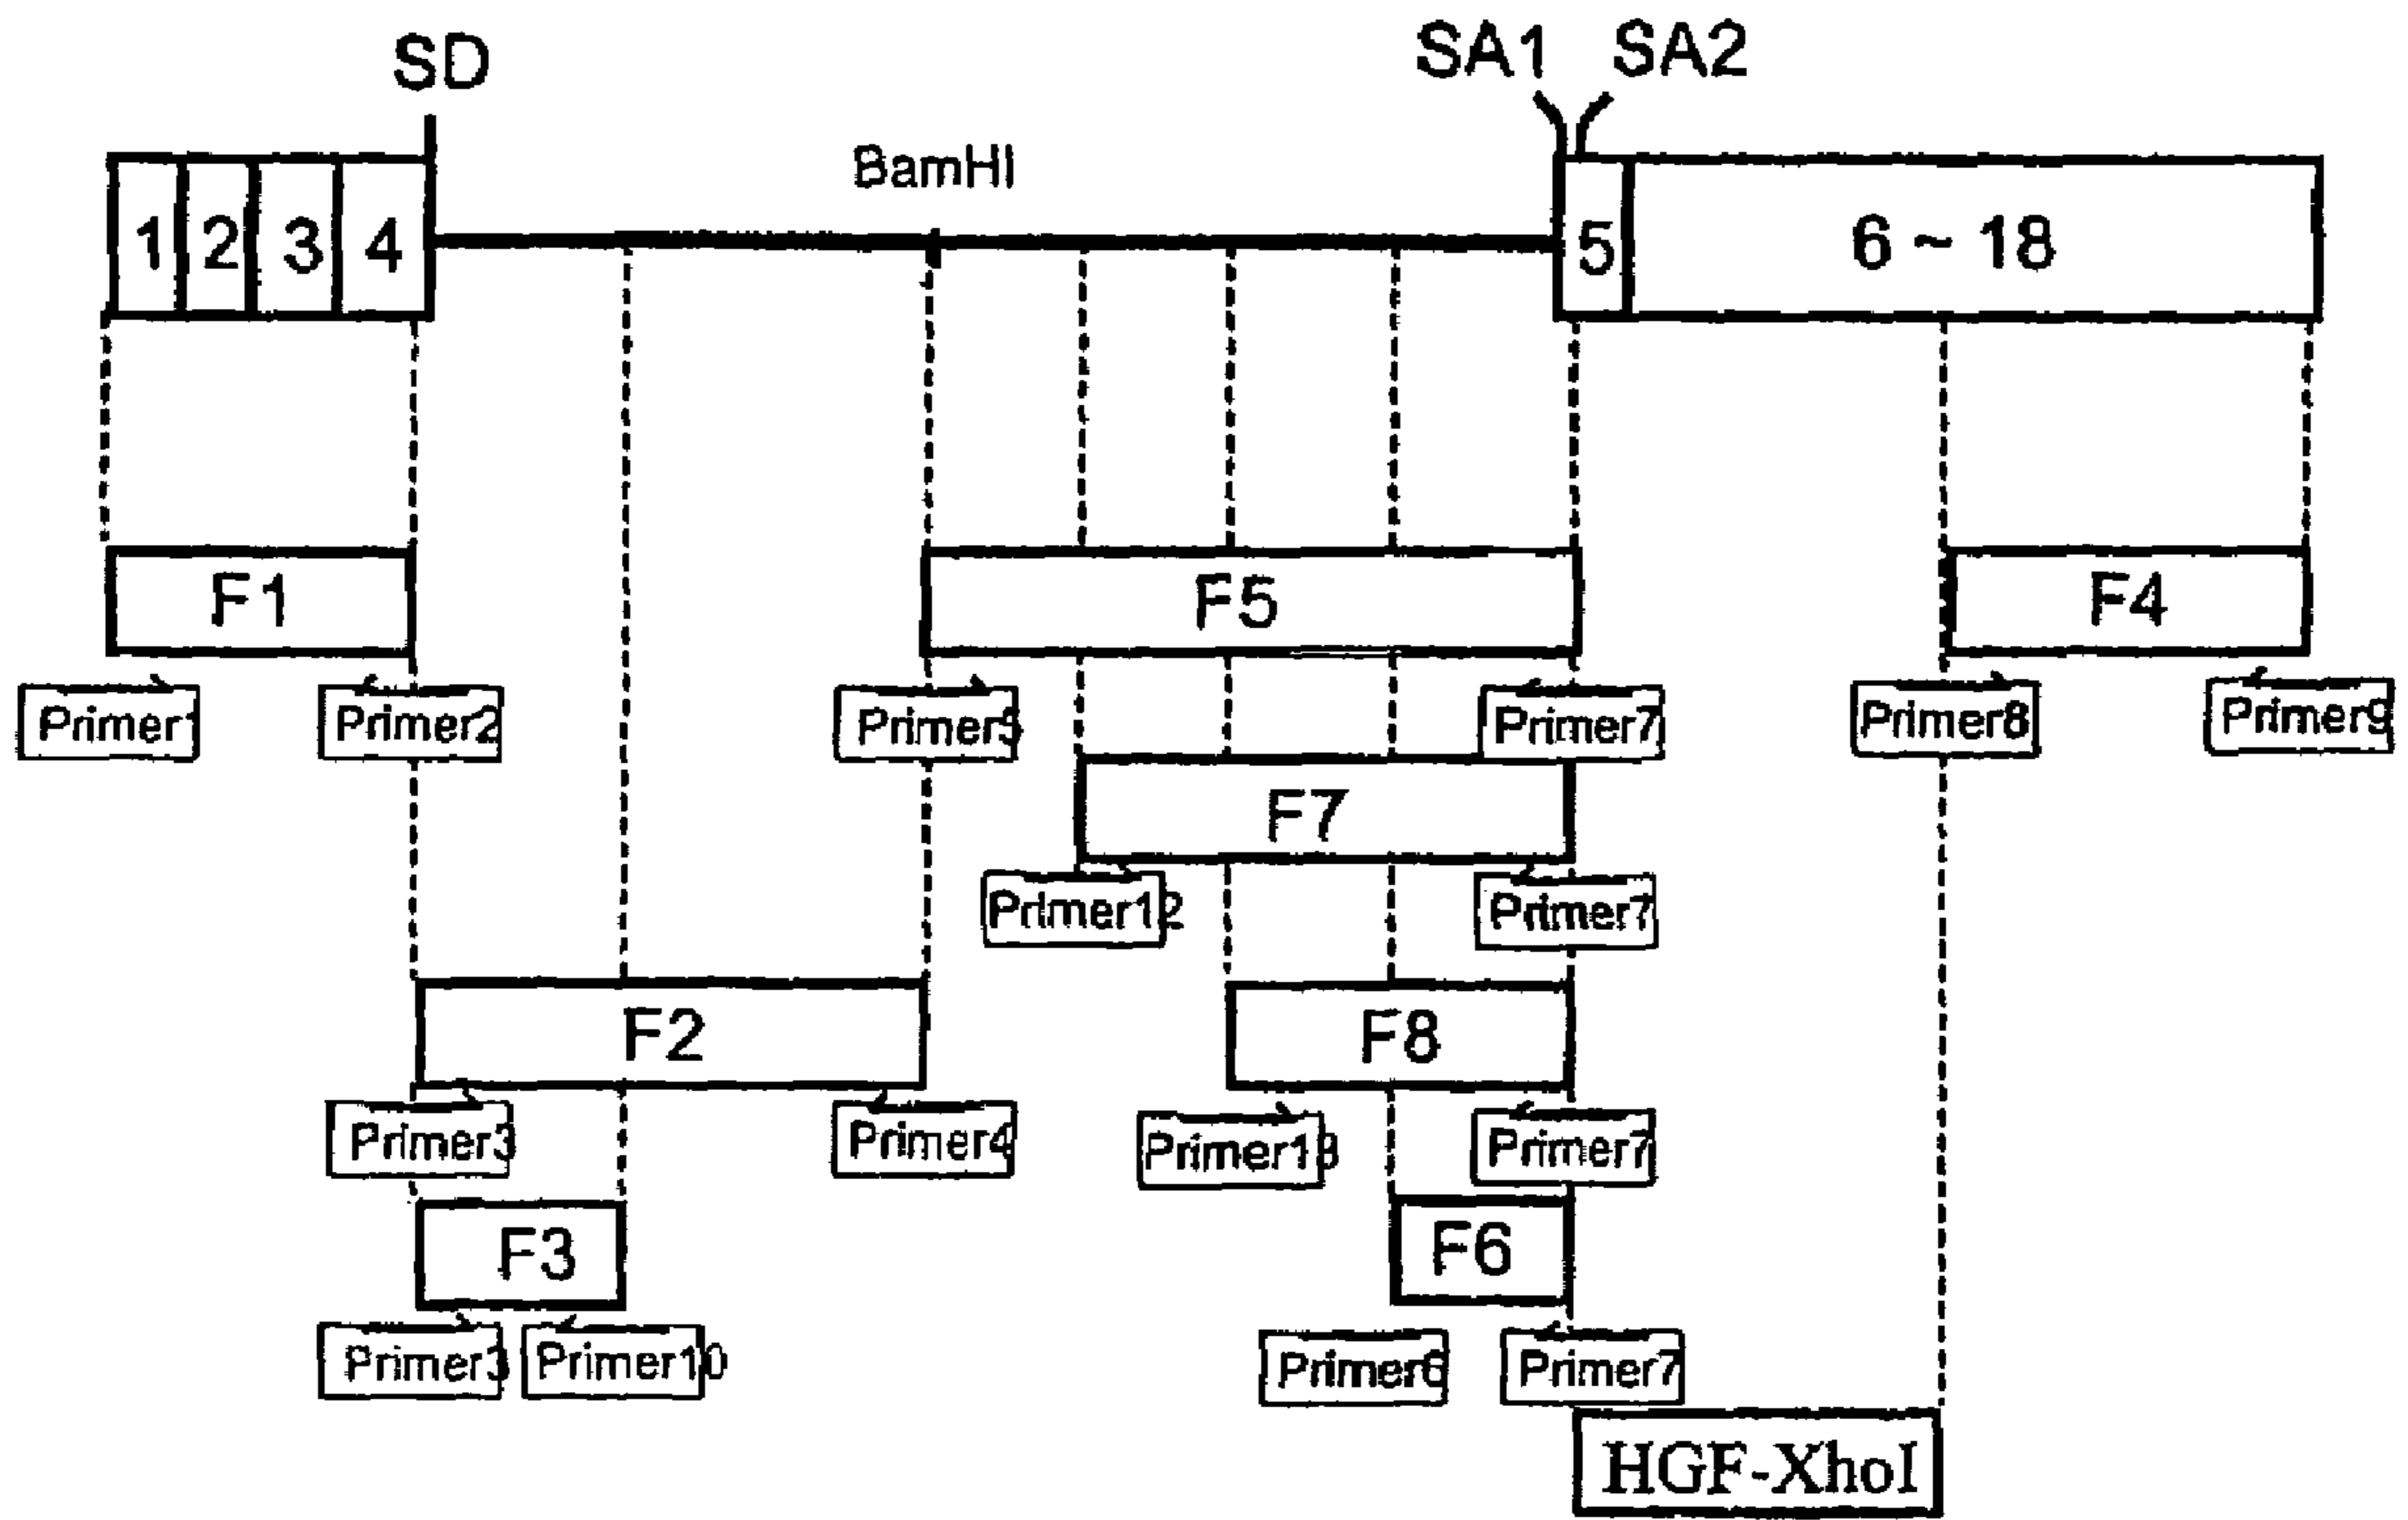 SD
SA1 SA2
BamHI
1 2 3 4
5 6 ~ 18
F1
F5
F4
Primer1
Primer2
Primer5
Primer7
Primer8
Primer9
F7
Primer12
Primer7
F2
F8
Primer3
Primer4
Primer13
Primer7
F3
F6
Primer3
Primer10
Primer6
Primer7
HGF-XhoI